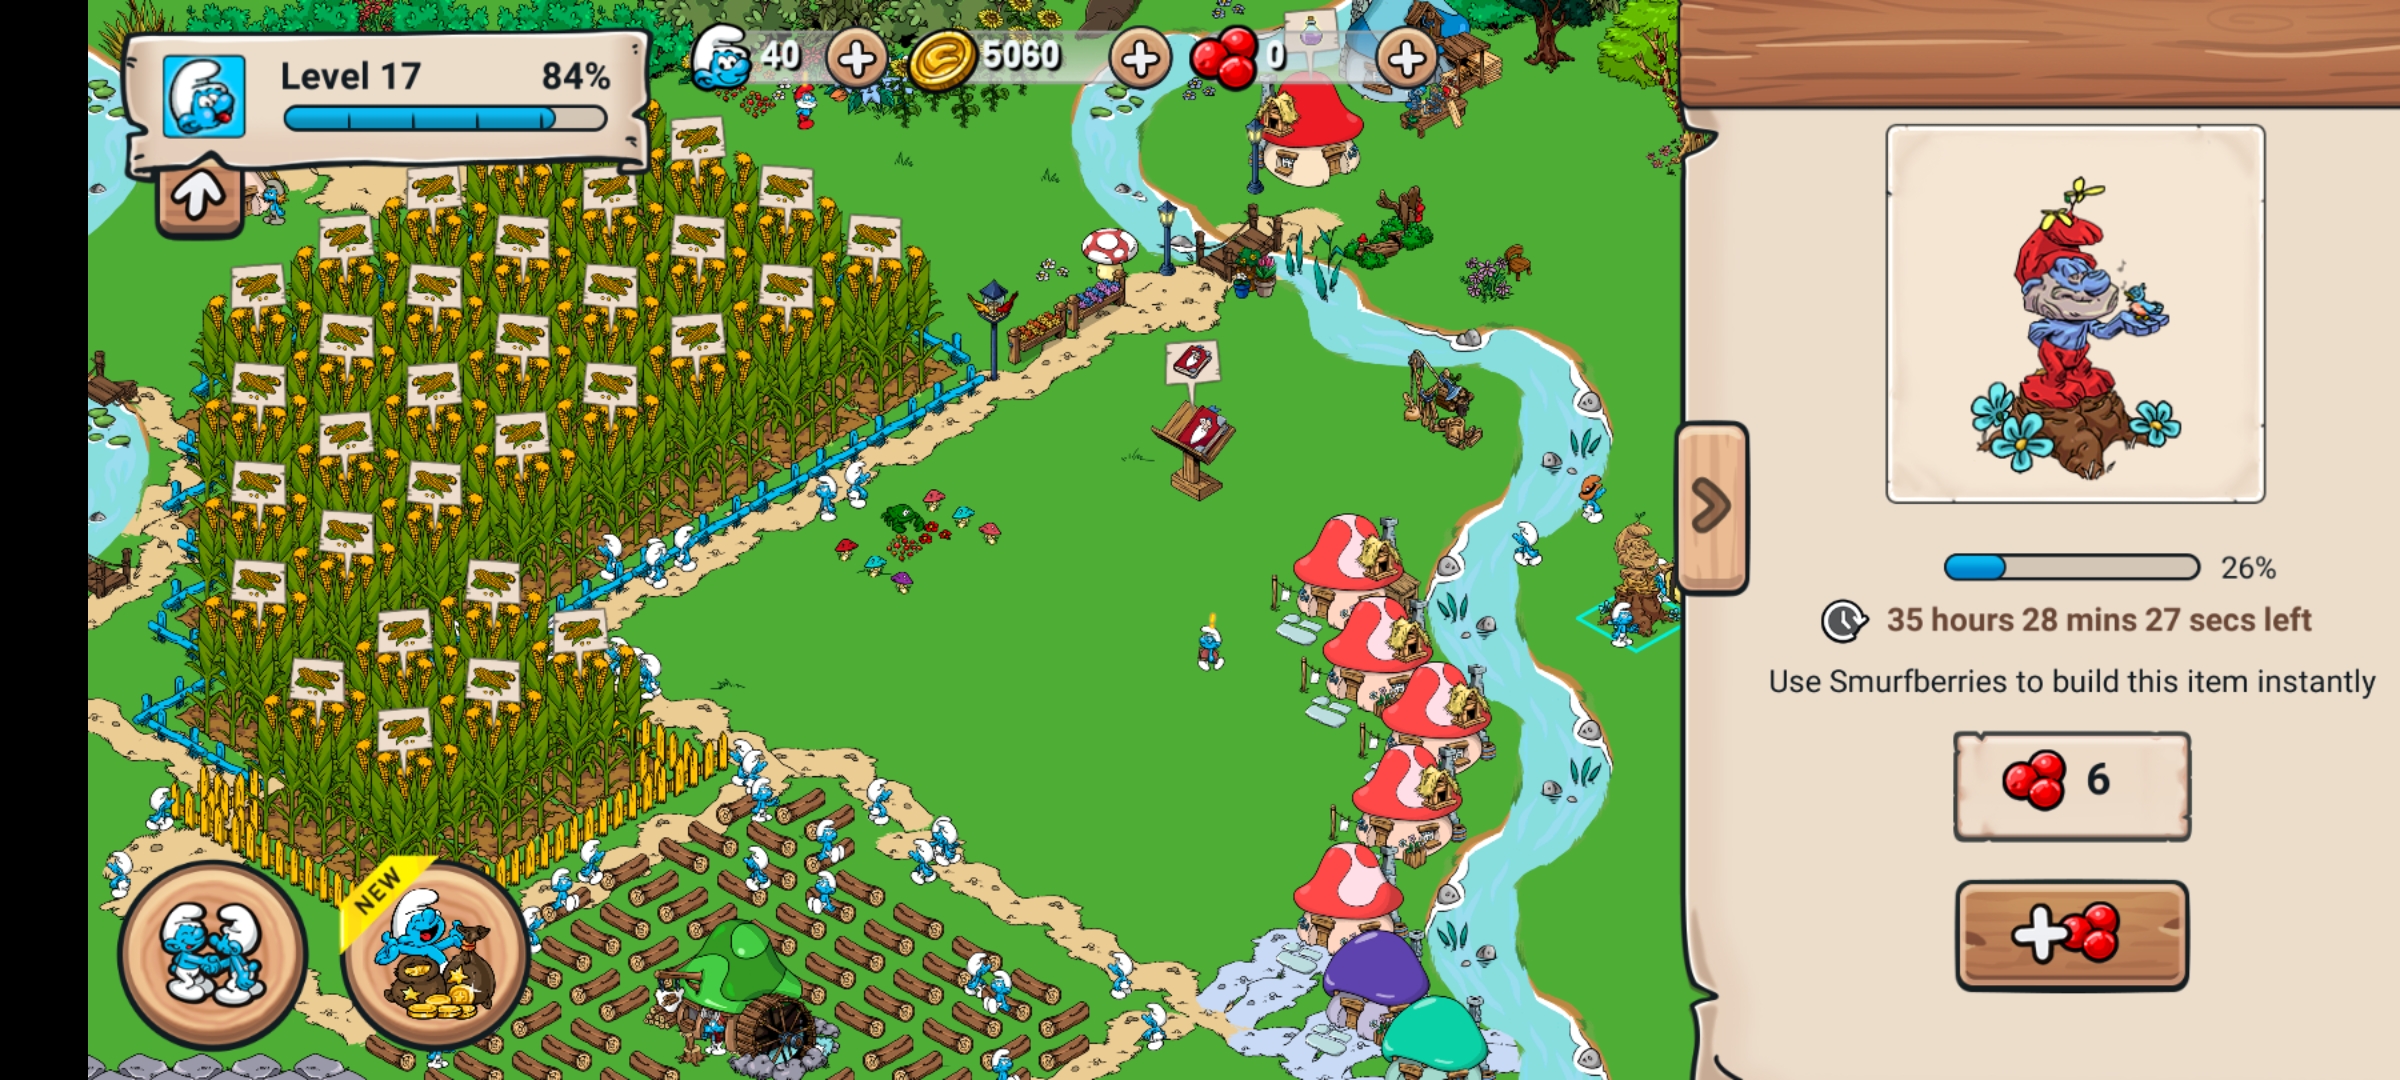 Level 17 84%
40
5060
0
26%
35 hours 28 mins 27 secs left
Use Smurfberries to build this item instantly
6
NEW